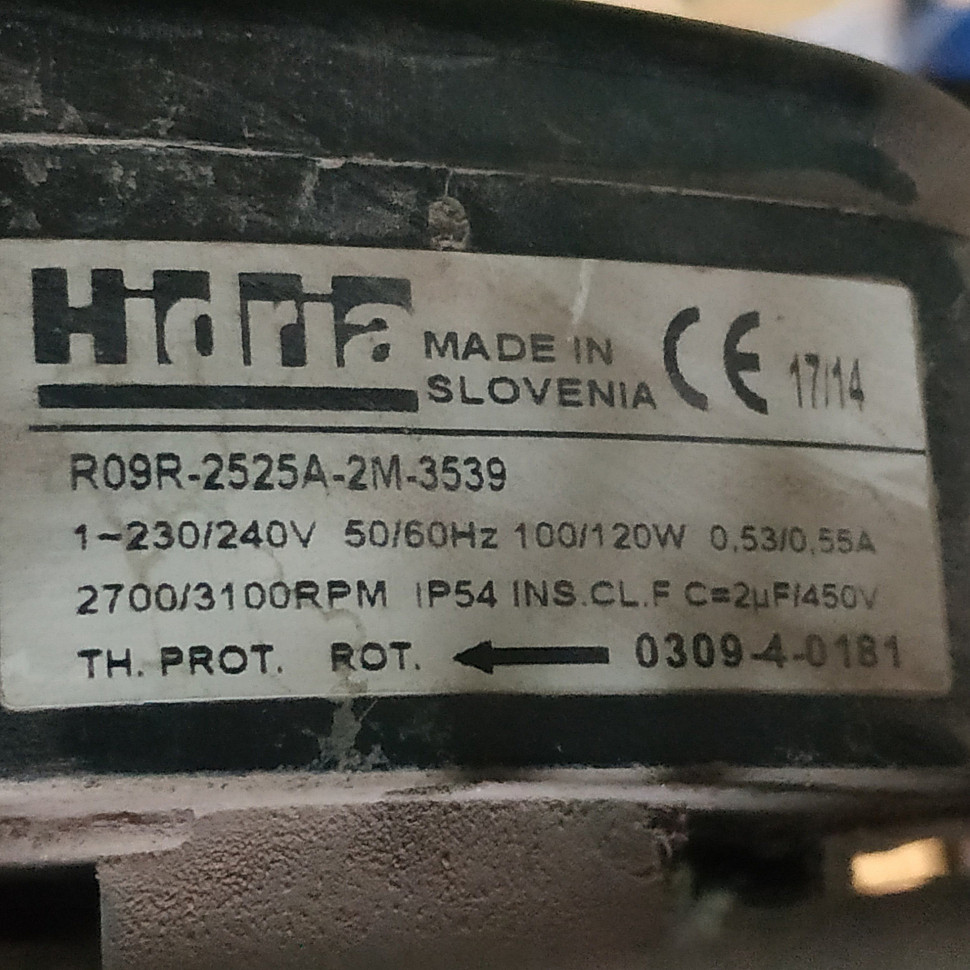 Hidria MADE IN SLOVENIA CE 17/14
R09R-2525A-2M-3539
1~230/240V 50/60Hz 100/120W 0,53/0,55A
2700/3100RPM IP54 INS.CL.F C=2µF/450V
TH. PROT. ROT. ← 0309-4-0181